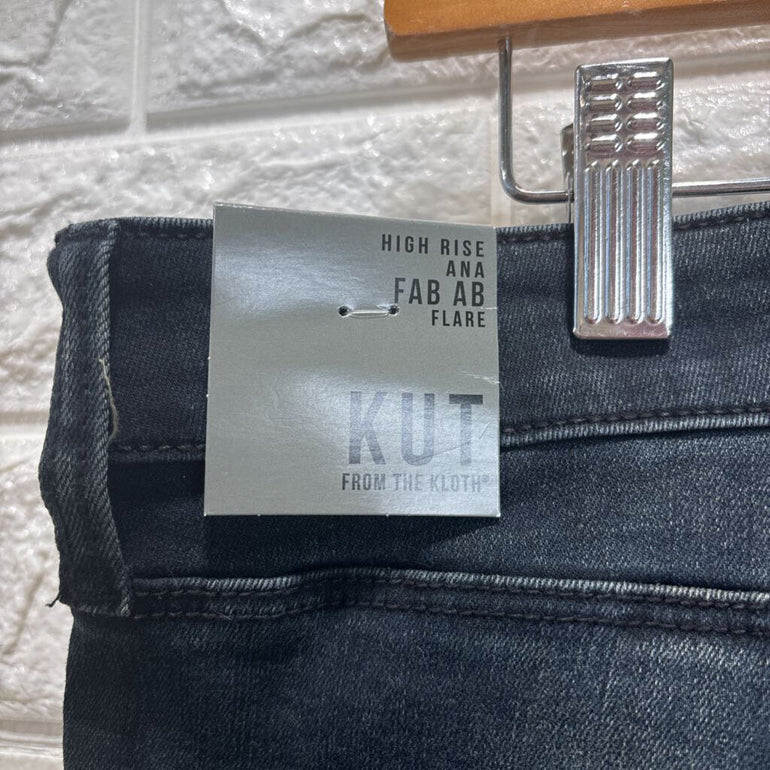 HIGH RISE
ANA
FAB AB
FLARE
KUT
FROM THE KLOTH®